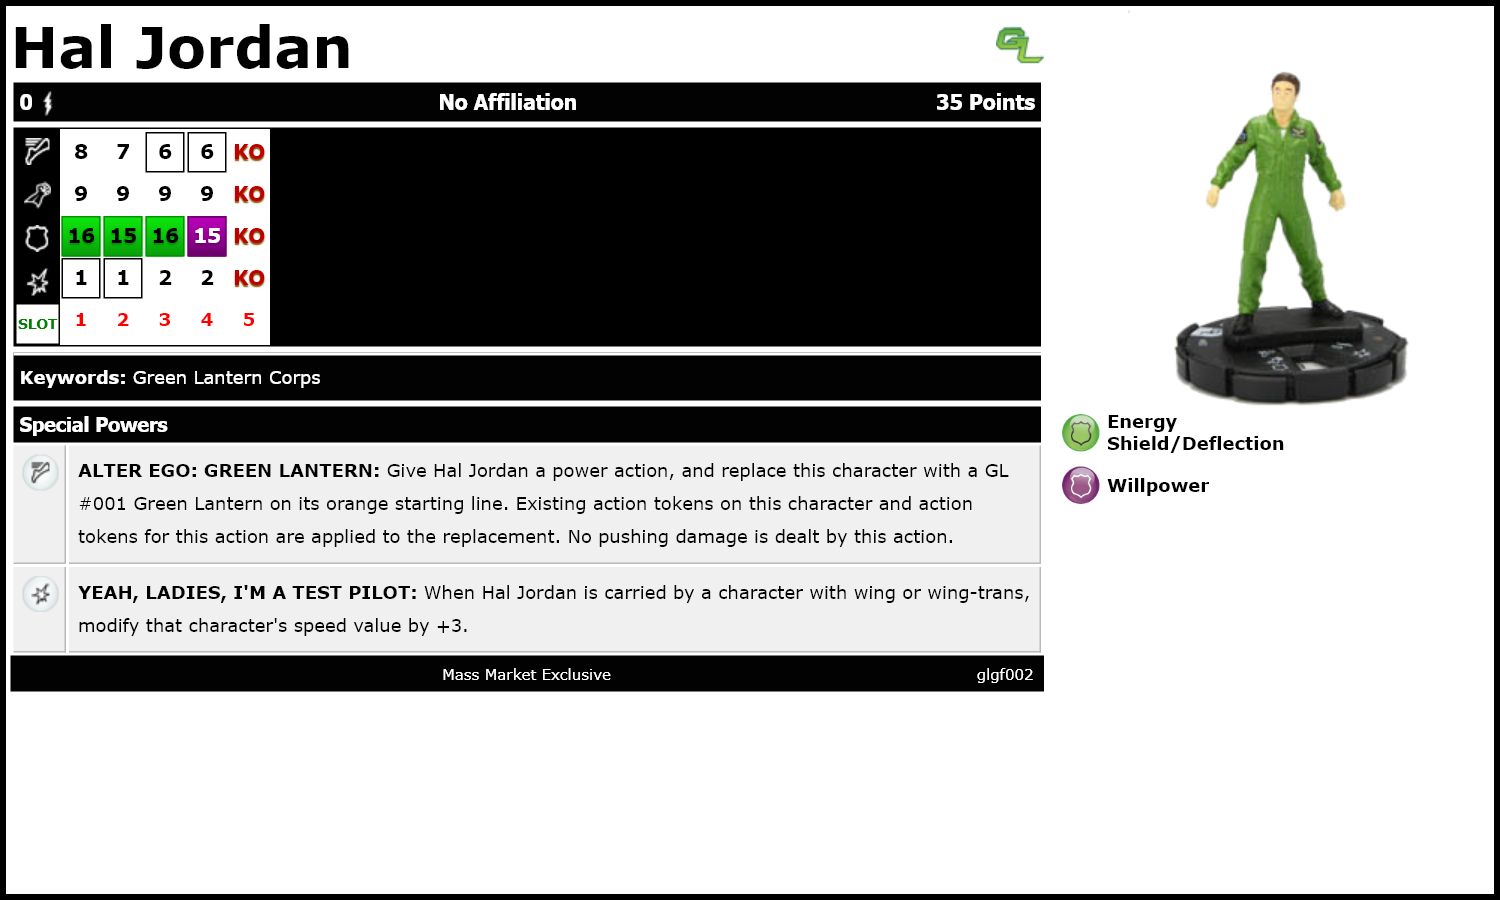 Hal Jordan
GL
0 No Affiliation 35 Points
8 7 6 6 KO
9 9 9 9 KO
16 15 16 15 KO
1 1 2 2 KO
SLOT 1 2 3 4 5
Keywords: Green Lantern Corps
Special Powers
ALTER EGO: GREEN LANTERN: Give Hal Jordan a power action, and replace this character with a GL
#001 Green Lantern on its orange starting line. Existing action tokens on this character and action
tokens for this action are applied to the replacement. No pushing damage is dealt by this action.
YEAH, LADIES, I'M A TEST PILOT: When Hal Jordan is carried by a character with wing or wing-trans,
modify that character's speed value by +3.
Mass Market Exclusive glgf002
Energy
Shield/Deflection
Willpower